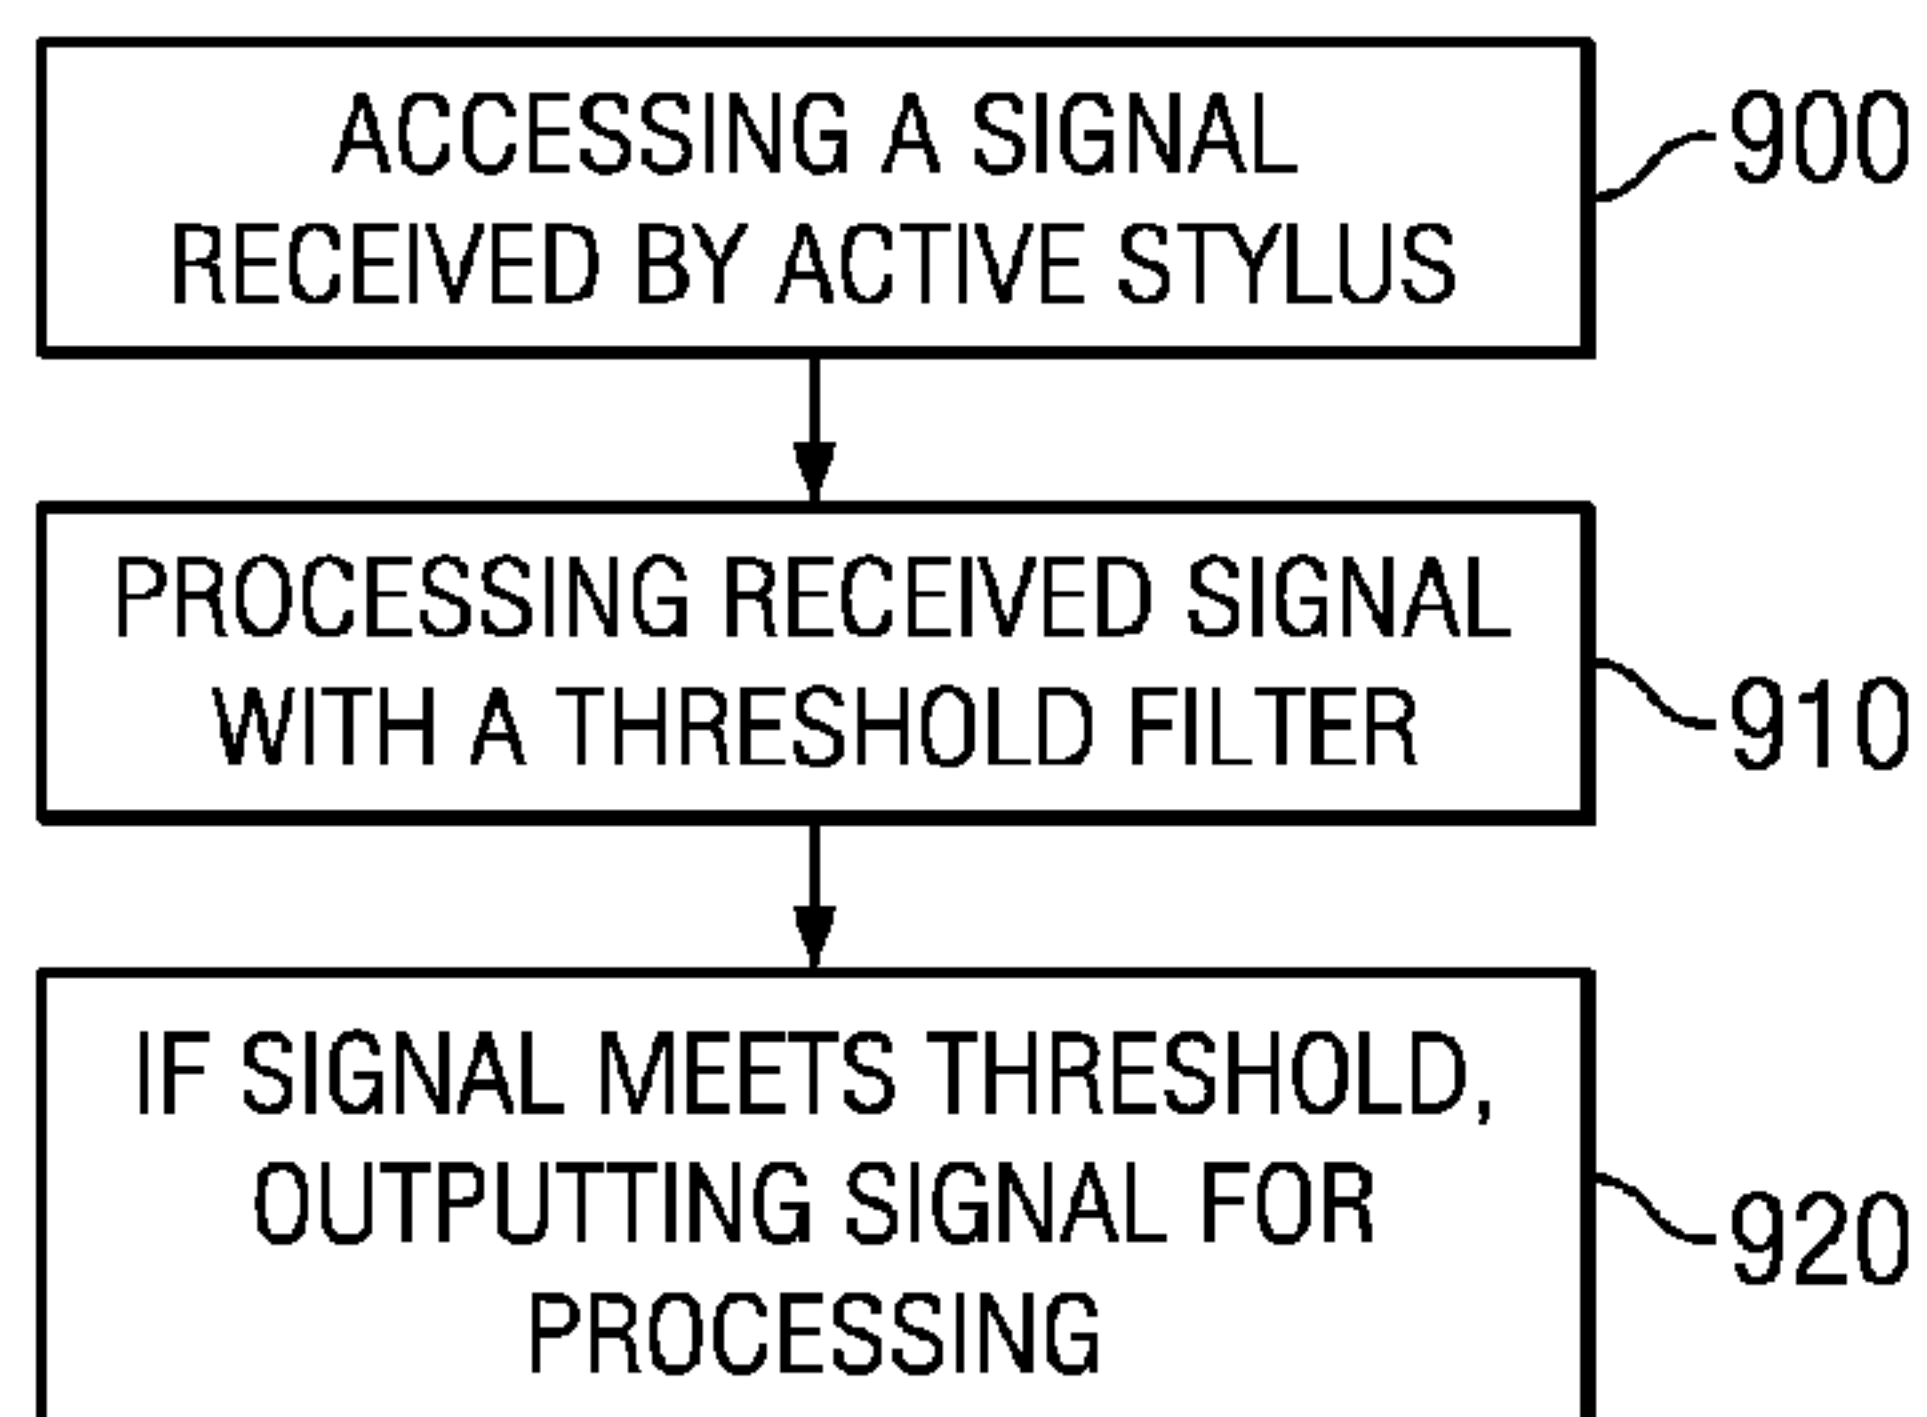 ACCESSING A SIGNAL
RECEIVED BY ACTIVE STYLUS
900
PROCESSING RECEIVED SIGNAL
WITH A THRESHOLD FILTER
910
IF SIGNAL MEETS THRESHOLD,
OUTPUTTING SIGNAL FOR
PROCESSING
920